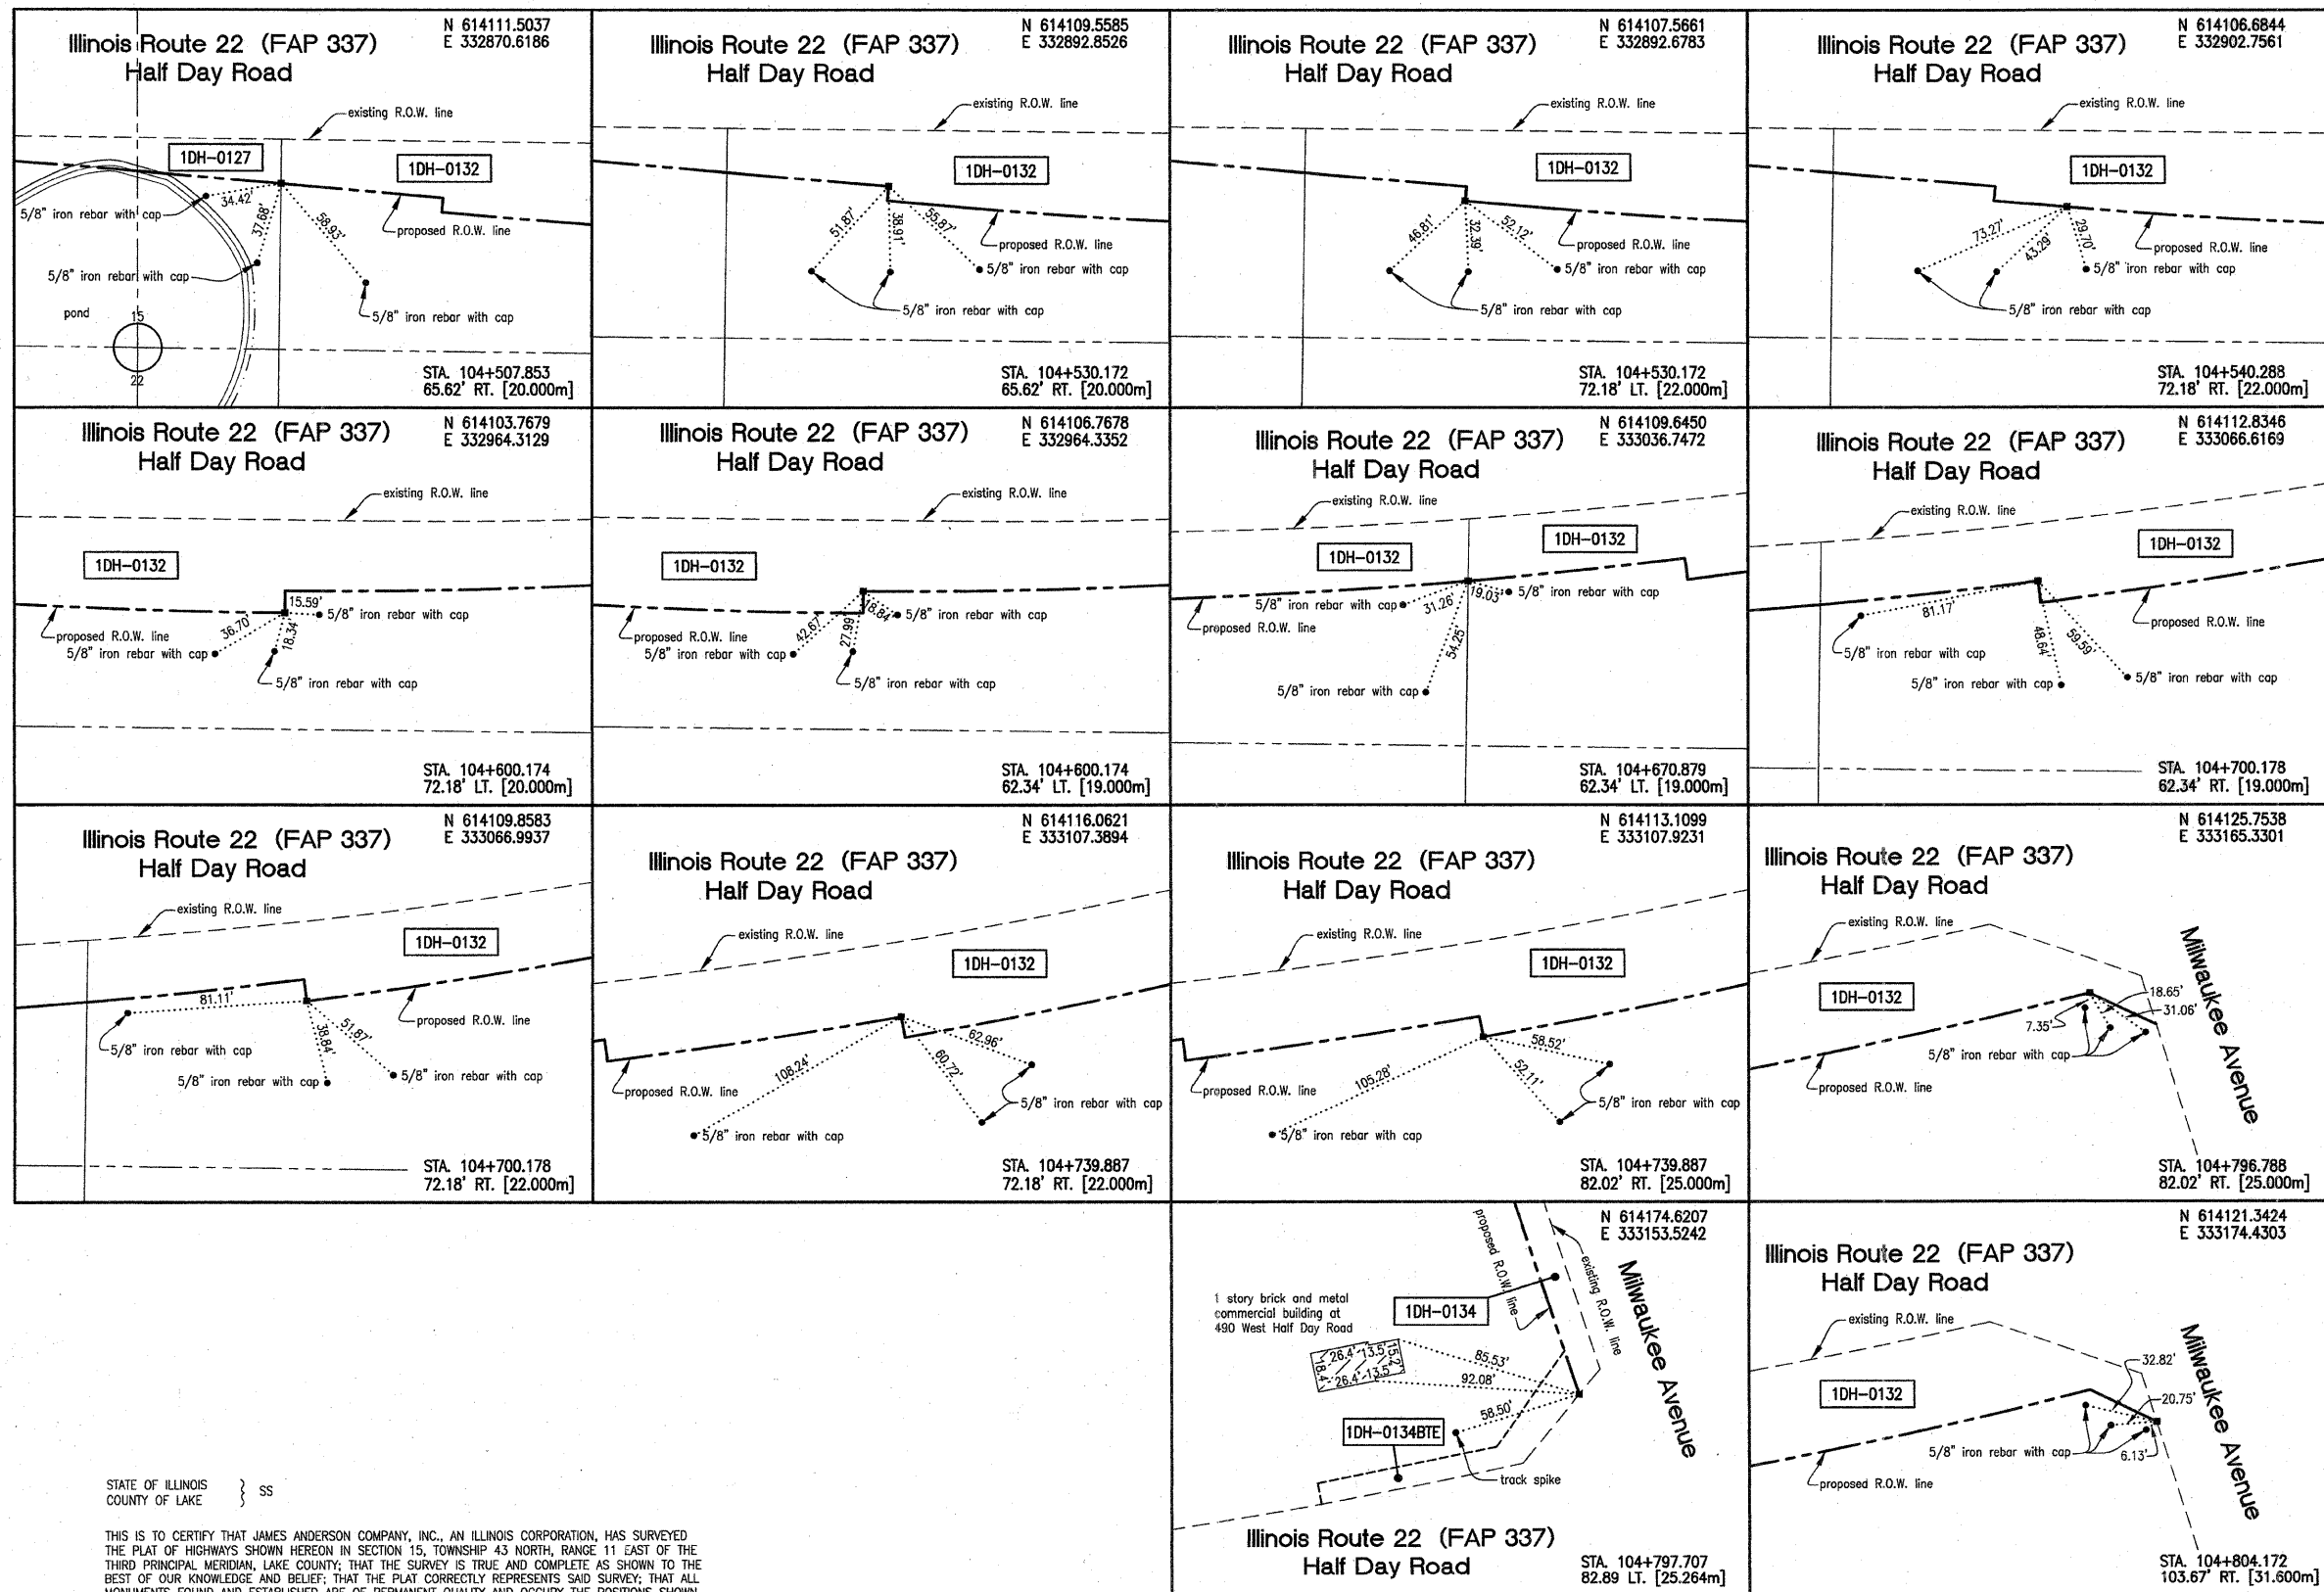 N 614111.5037
E 332870.6186
Illinois Route 22 (FAP 337)
Half Day Road
existing R.O.W. line
1DH-0127
1DH-0132
34.42'
5/8" iron rebar with cap
37.68'
58.93'
proposed R.O.W. line
5/8" iron rebar with cap
pond
15
5/8" iron rebar with cap
22
STA. 104+507.853
65.62' RT. [20.000m]
N 614109.5585
E 332892.8526
Illinois Route 22 (FAP 337)
Half Day Road
existing R.O.W. line
1DH-0132
51.87'
38.91'
55.87'
proposed R.O.W. line
5/8" iron rebar with cap
5/8" iron rebar with cap
STA. 104+530.172
65.62' RT. [20.000m]
N 614107.5661
E 332892.6783
Illinois Route 22 (FAP 337)
Half Day Road
existing R.O.W. line
1DH-0132
46.81'
32.39'
52.12'
proposed R.O.W. line
5/8" iron rebar with cap
5/8" iron rebar with cap
STA. 104+530.172
72.18' LT. [22.000m]
N 614106.6844
E 332902.7561
Illinois Route 22 (FAP 337)
Half Day Road
existing R.O.W. line
1DH-0132
73.27'
43.29'
29.70'
proposed R.O.W. line
5/8" iron rebar with cap
5/8" iron rebar with cap
STA. 104+540.288
72.18' RT. [22.000m]
N 614103.7679
E 332964.3129
Illinois Route 22 (FAP 337)
Half Day Road
existing R.O.W. line
1DH-0132
15.59'
5/8" iron rebar with cap
36.70'
18.34'
proposed R.O.W. line
5/8" iron rebar with cap
5/8" iron rebar with cap
STA. 104+600.174
72.18' LT. [20.000m]
N 614106.7678
E 332964.3352
Illinois Route 22 (FAP 337)
Half Day Road
existing R.O.W. line
1DH-0132
18.84'
5/8" iron rebar with cap
42.67'
27.99'
proposed R.O.W. line
5/8" iron rebar with cap
5/8" iron rebar with cap
STA. 104+600.174
62.34' LT. [19.000m]
N 614109.6450
E 333036.7472
Illinois Route 22 (FAP 337)
Half Day Road
existing R.O.W. line
1DH-0132
1DH-0132
5/8" iron rebar with cap
31.26'
19.03'
5/8" iron rebar with cap
proposed R.O.W. line
54.25'
5/8" iron rebar with cap
STA. 104+670.879
62.34' LT. [19.000m]
N 614112.8346
E 333066.6169
Illinois Route 22 (FAP 337)
Half Day Road
existing R.O.W. line
1DH-0132
81.17'
48.64'
59.59'
proposed R.O.W. line
5/8" iron rebar with cap
5/8" iron rebar with cap
5/8" iron rebar with cap
STA. 104+700.178
62.34' RT. [19.000m]
N 614109.8583
E 333066.9937
Illinois Route 22 (FAP 337)
Half Day Road
existing R.O.W. line
1DH-0132
81.11'
38.84'
51.87'
proposed R.O.W. line
5/8" iron rebar with cap
5/8" iron rebar with cap
5/8" iron rebar with cap
STA. 104+700.178
72.18' RT. [22.000m]
N 614116.0621
E 333107.3894
Illinois Route 22 (FAP 337)
Half Day Road
existing R.O.W. line
1DH-0132
108.24'
60.72'
62.96'
proposed R.O.W. line
5/8" iron rebar with cap
5/8" iron rebar with cap
STA. 104+739.887
72.18' RT. [22.000m]
N 614113.1099
E 333107.9231
Illinois Route 22 (FAP 337)
Half Day Road
existing R.O.W. line
1DH-0132
105.28'
52.11'
58.52'
proposed R.O.W. line
5/8" iron rebar with cap
5/8" iron rebar with cap
STA. 104+739.887
82.02' RT. [25.000m]
N 614125.7538
E 333165.3301
Illinois Route 22 (FAP 337)
Half Day Road
existing R.O.W. line
Milwaukee Avenue
1DH-0132
18.65'
31.06'
7.35'
5/8" iron rebar with cap
proposed R.O.W. line
STA. 104+796.788
82.02' RT. [25.000m]
N 614174.6207
E 333153.5242
proposed R.O.W. line
existing R.O.W. line
Milwaukee Avenue
1 story brick and metal
commercial building at
490 West Half Day Road
1DH-0134
26.4'
13.5'
15.2'
18.4'
26.4'
13.5'
85.53'
92.08'
58.50'
1DH-0134BTE
track spike
Illinois Route 22 (FAP 337)
Half Day Road
STA. 104+797.707
82.89 LT. [25.264m]
N 614121.3424
E 333174.4303
Illinois Route 22 (FAP 337)
Half Day Road
existing R.O.W. line
Milwaukee Avenue
32.82'
1DH-0132
20.75'
5/8" iron rebar with cap
6.13'
proposed R.O.W. line
STA. 104+804.172
103.67' RT. [31.600m]
STATE OF ILLINOIS
COUNTY OF LAKE
SS
THIS IS TO CERTIFY THAT JAMES ANDERSON COMPANY, INC., AN ILLINOIS CORPORATION, HAS SURVEYED
THE PLAT OF HIGHWAYS SHOWN HEREON IN SECTION 15, TOWNSHIP 43 NORTH, RANGE 11 EAST OF THE
THIRD PRINCIPAL MERIDIAN, LAKE COUNTY; THAT THE SURVEY IS TRUE AND COMPLETE AS SHOWN TO THE
BEST OF OUR KNOWLEDGE AND BELIEF; THAT THE PLAT CORRECTLY REPRESENTS SAID SURVEY; THAT ALL
MONUMENTS FOUND AND ESTABLISHED ARE OF PERMANENT QUALITY AND OCCUPY THE POSITIONS SHOWN